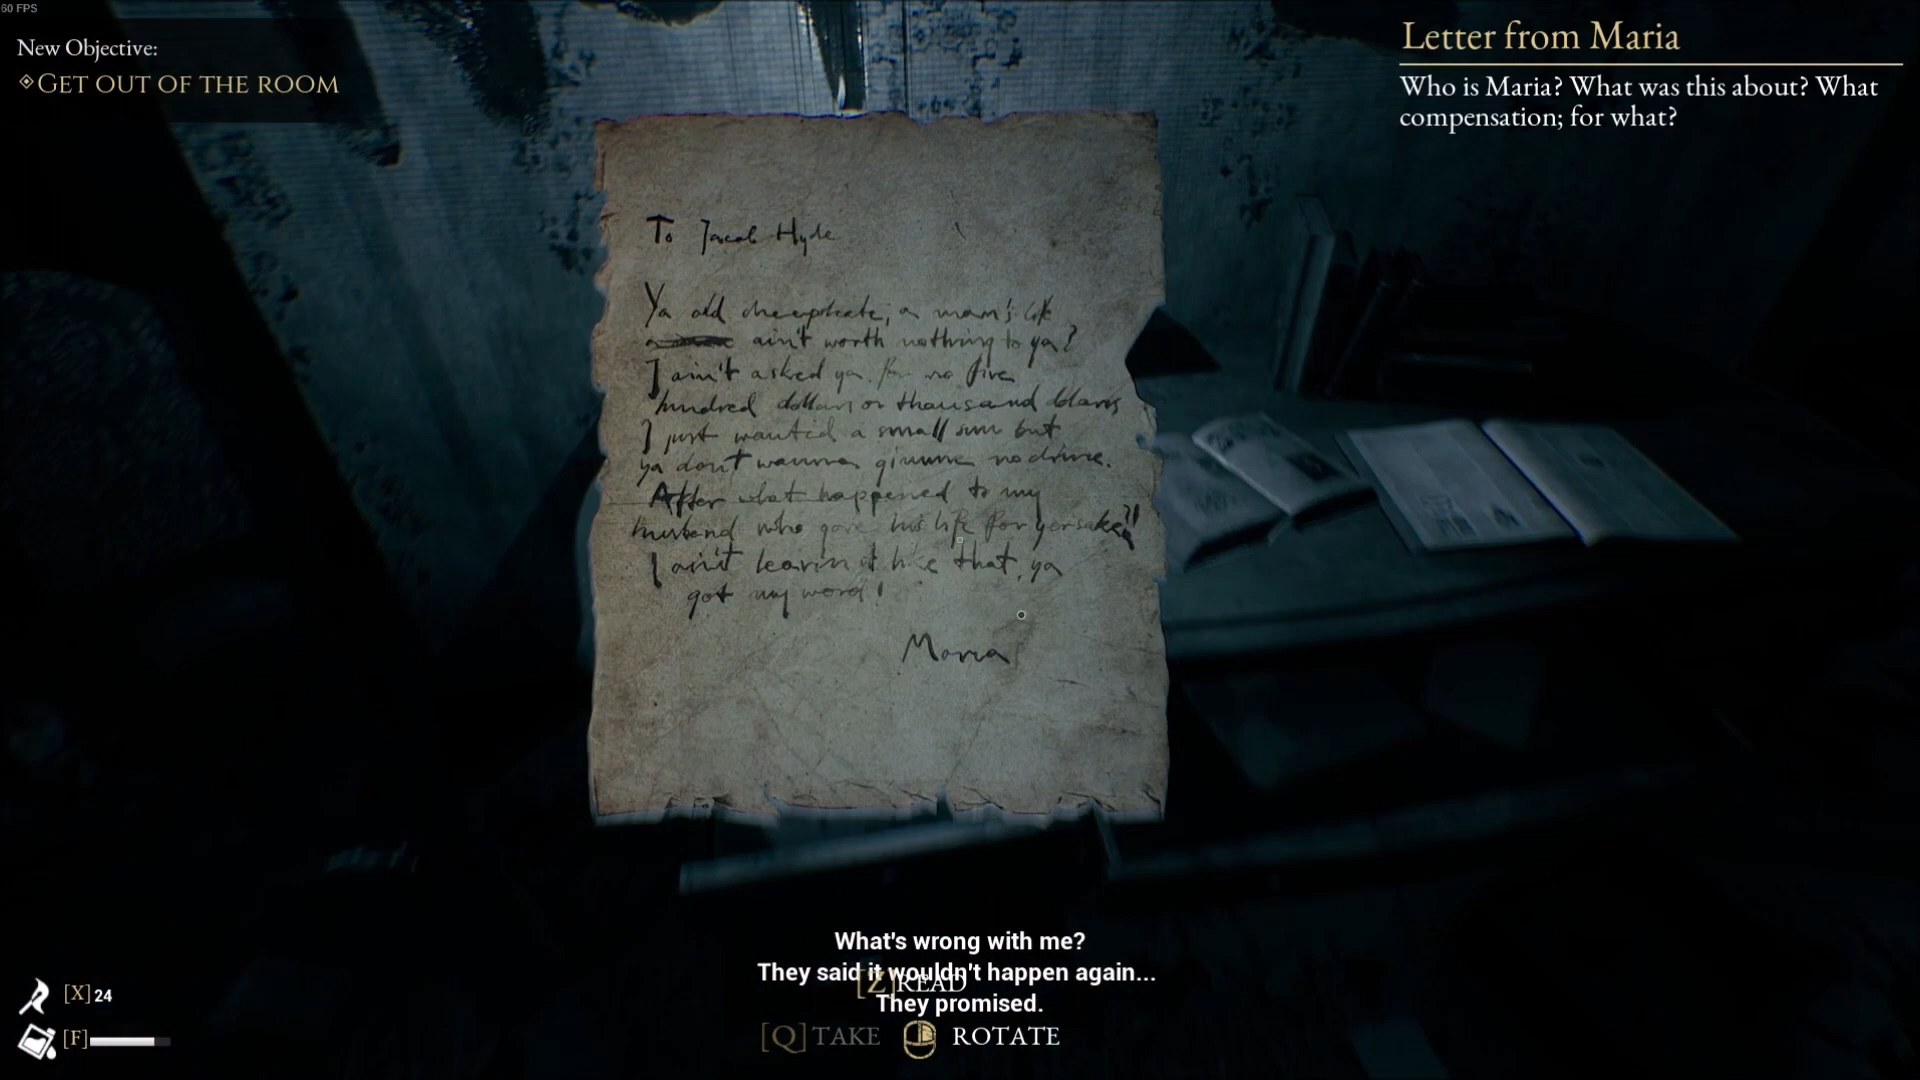 60 FPS
New Objective:
GET OUT OF THE ROOM
Letter from Maria
Who is Maria? What was this about? What
compensation; for what?
To Jacob Hyde
Ya old cheapskate, a man's life
ain't worth nothing to ya?
I ain't asked ya for no five
hundred dollars or thousand dollars
I just wanted a small sum but
ya don't wanna gimme no dime.
After what happened to my
husband who gave his life for yer sake?!
I ain't leavin it like that, ya
got my word!
Maria
What's wrong with me?
They said it wouldn't happen again...
[Z] READ
They promised.
[Q] TAKE ROTATE
[X] 24
[F]